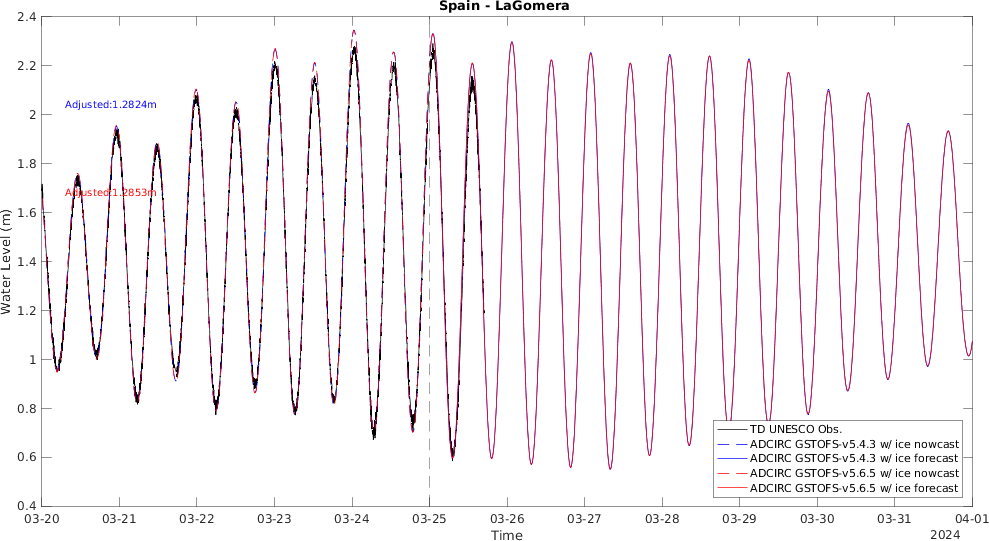 Spain - LaGomera
2.4
2.2
2
1.8
1.6
1.4
1.2
1
0.8
0.6
0.4
Water Level (m)
Adjusted:1.2824m
Adjusted:1.2853m
TD UNESCO Obs.
ADCIRC GSTOFS-v5.4.3 w/ ice nowcast
ADCIRC GSTOFS-v5.4.3 w/ ice forecast
ADCIRC GSTOFS-v5.6.5 w/ ice nowcast
ADCIRC GSTOFS-v5.6.5 w/ ice forecast
03-20 03-21 03-22 03-23 03-24 03-25 03-26 03-27 03-28 03-29 03-30 03-31 04-01
Time
2024